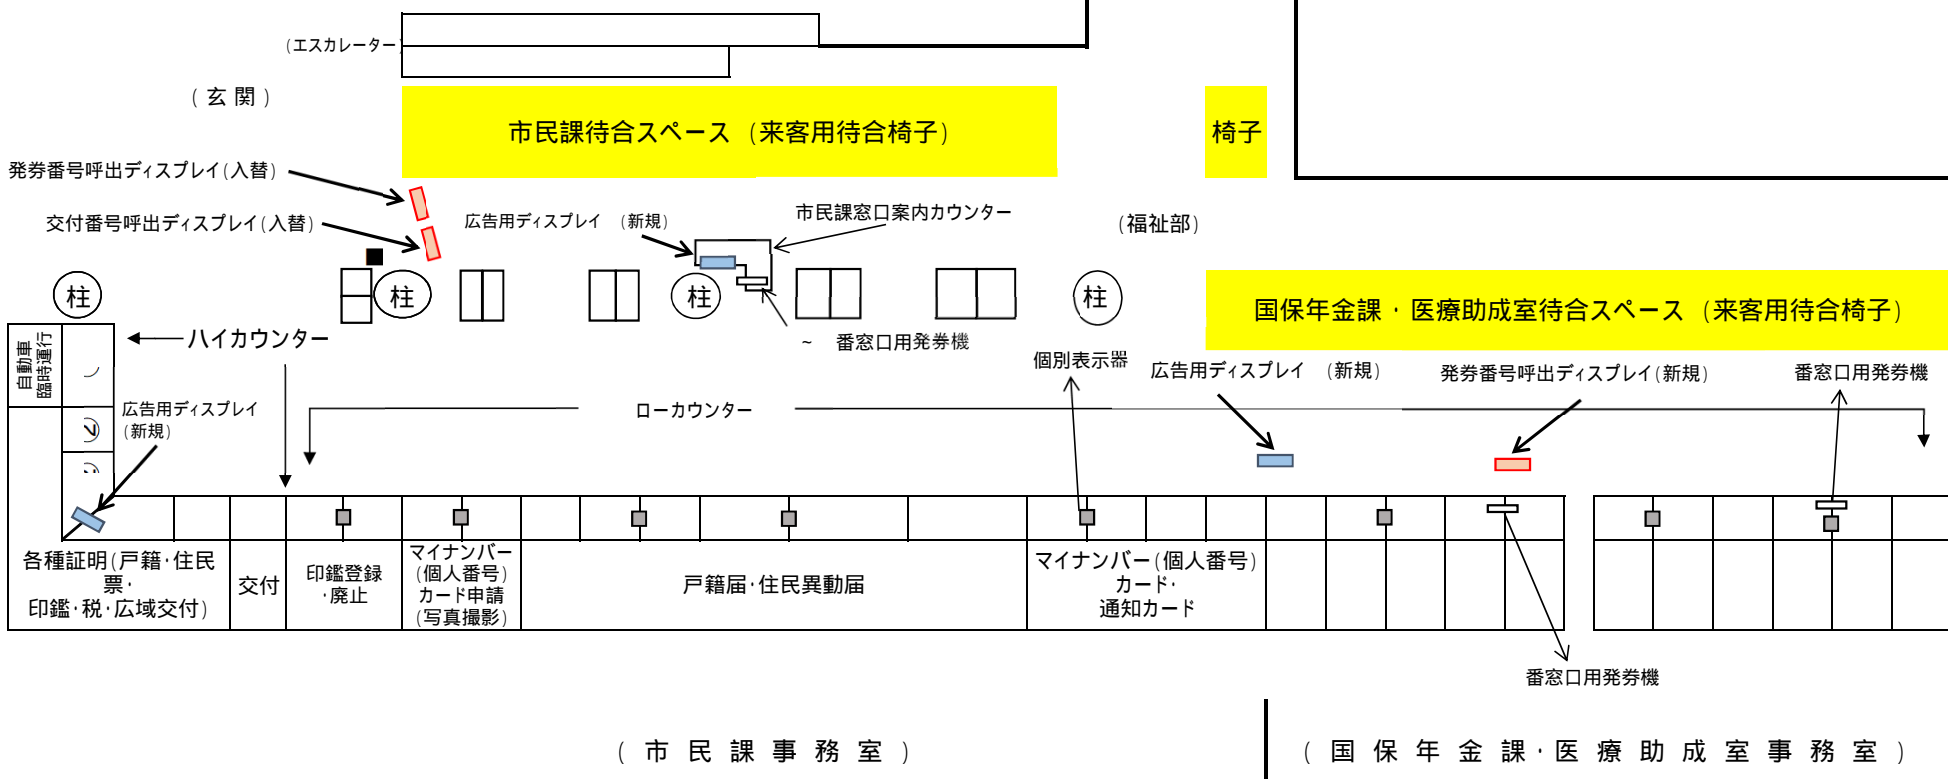 (エスカレーター)
(玄関)
市民課待合スペース (来客用待合椅子)
椅子
発券番号呼出ディスプレイ(入替)
交付番号呼出ディスプレイ(入替)
広告用ディスプレイ (新規)
市民課窓口案内カウンター
(福祉部)
柱
柱
柱
柱
国保年金課・医療助成室待合スペース (来客用待合椅子)
自動車
臨時運行
ハイカウンター
~ 番窓口用発券機
個別表示器
広告用ディスプレイ (新規)
発券番号呼出ディスプレイ(新規)
番窓口用発券機
広告用ディスプレイ
(新規)
ローカウンター
各種証明(戸籍・住民
票・
印鑑・税・広域交付)
交付
印鑑登録
・廃止
マイナンバー
(個人番号)
カード申請
(写真撮影)
戸籍届・住民異動届
マイナンバー(個人番号)
カード・
通知カード
番窓口用発券機
(市民課事務室)
(国保年金課・医療助成室事務室)